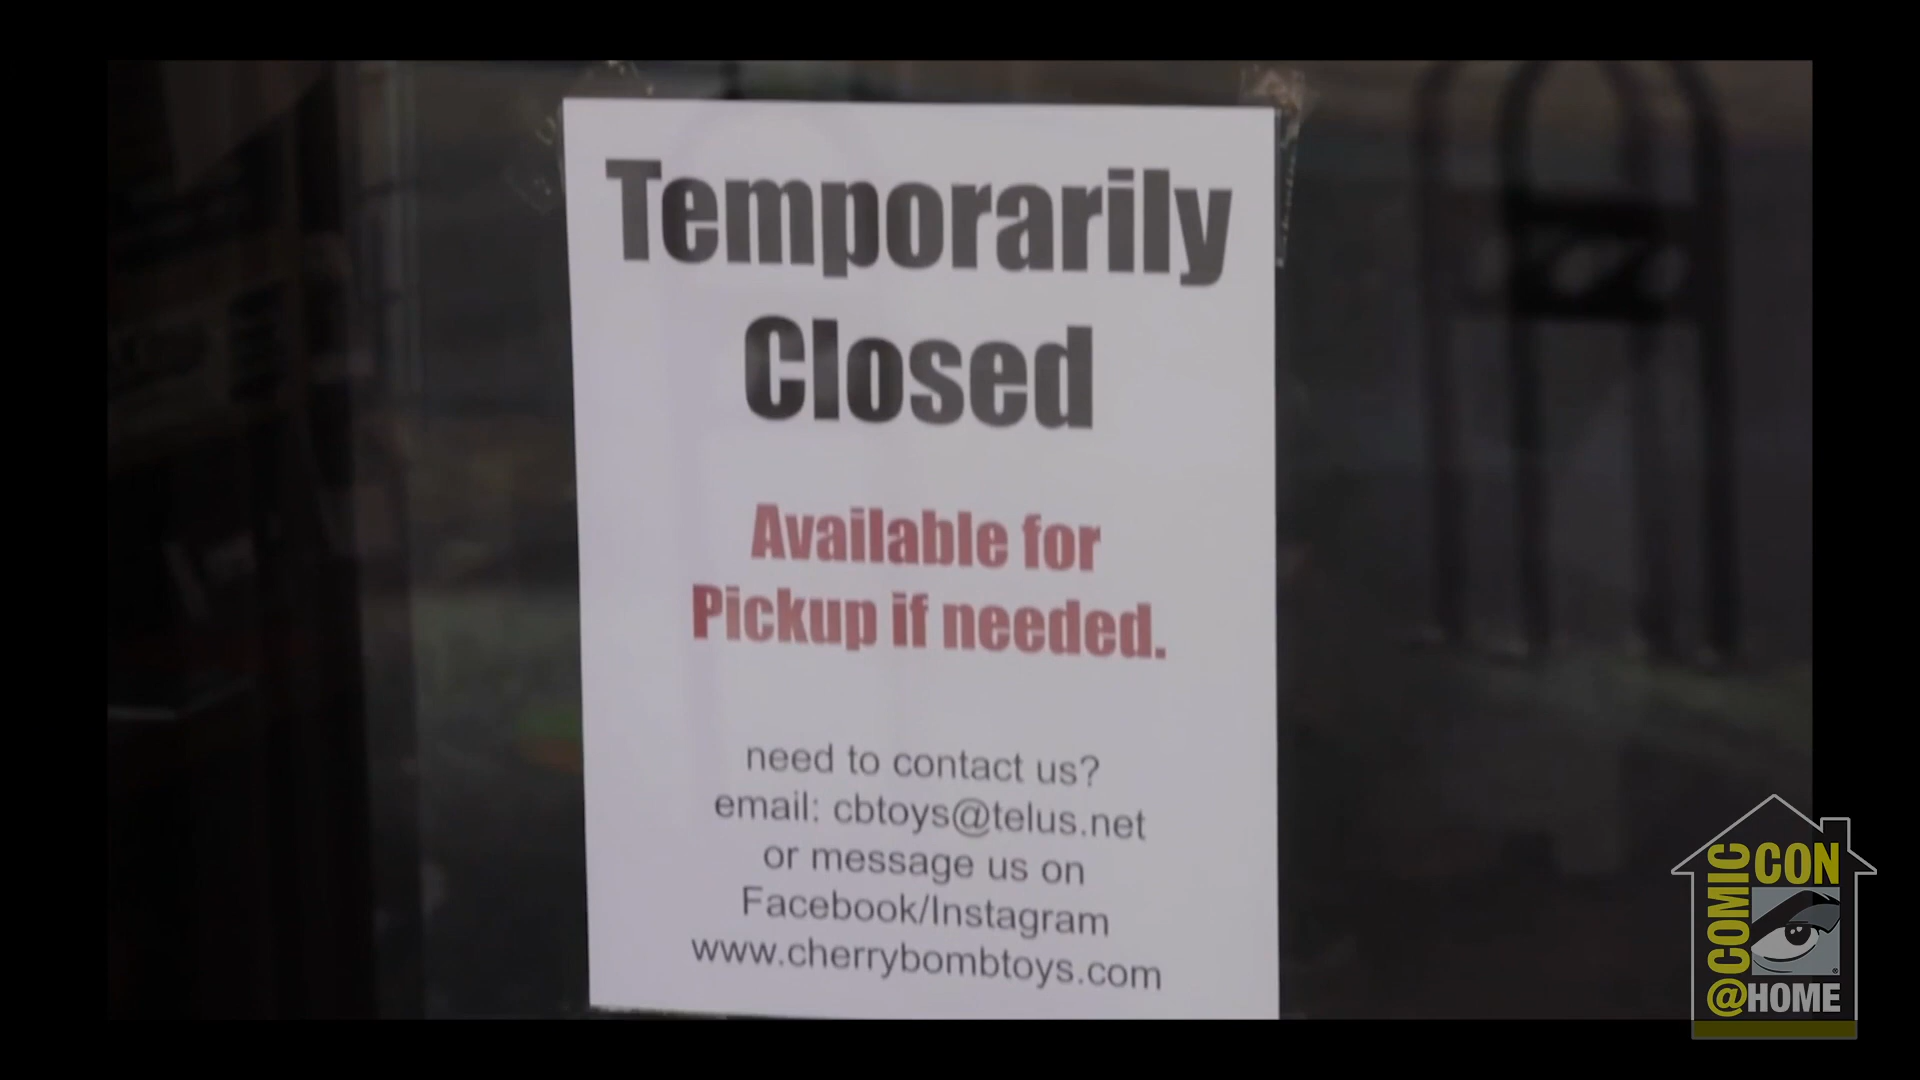 Temporarily
Closed
Available for
Pickup if needed.
need to contact us?
email: cbtoys@telus.net
or message us on
Facebook/Instagram
www.cherrybombtoys.com
COMIC
CON
@HOME